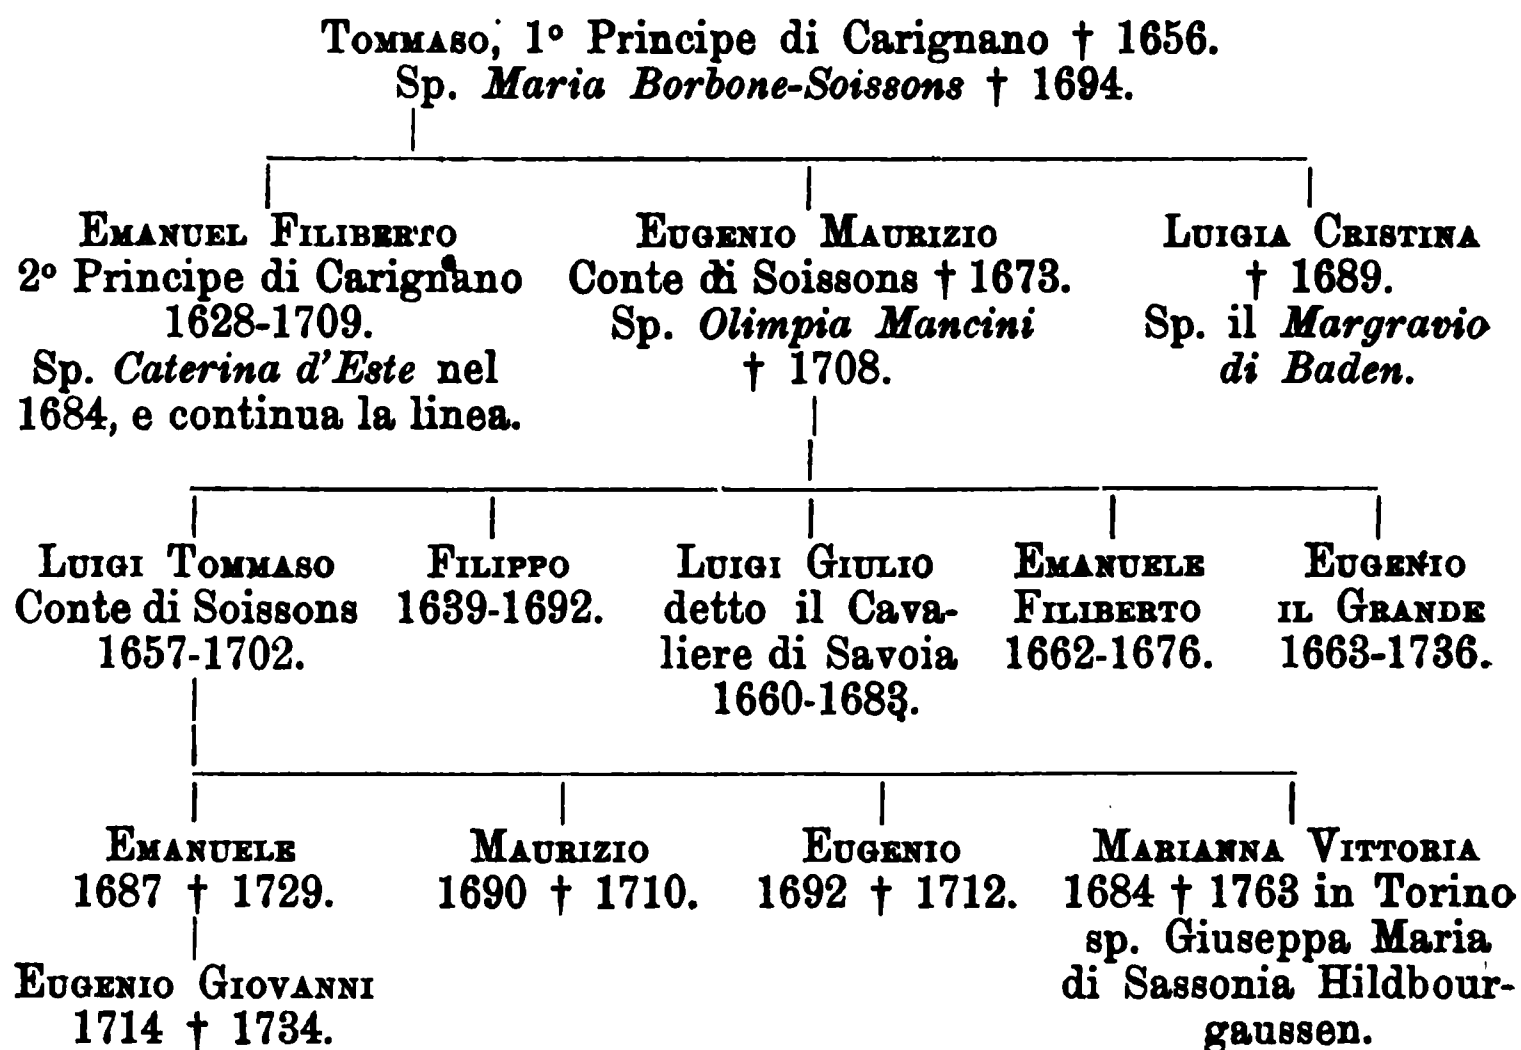 TOMMASO, 1º Principe di Carignano † 1656.
Sp. Maria Borbone-Soissons † 1694.
EMANUEL FILIBERTO
2º Principe di Carignano
1628-1709.
Sp. Caterina d'Este nel
1684, e continua la linea.
EUGENIO MAURIZIO
Conte di Soissons † 1673.
Sp. Olimpia Mancini
† 1708.
LUIGIA CRISTINA
† 1689.
Sp. il Margravio
di Baden.
LUIGI TOMMASO
Conte di Soissons
1657-1702.
FILIPPO
1639-1692.
LUIGI GIULIO
detto il Cava-
liere di Savoia
1660-1683.
EMANUELE
FILIBERTO
1662-1676.
EUGENIO
IL GRANDE
1663-1736.
EMANUELE
1687 † 1729.
MAURIZIO
1690 † 1710.
EUGENIO
1692 † 1712.
MARIANNA VITTORIA
1684 † 1763 in Torino
sp. Giuseppa Maria
di Sassonia Hildbour-
gaussen.
EUGENIO GIOVANNI
1714 † 1734.